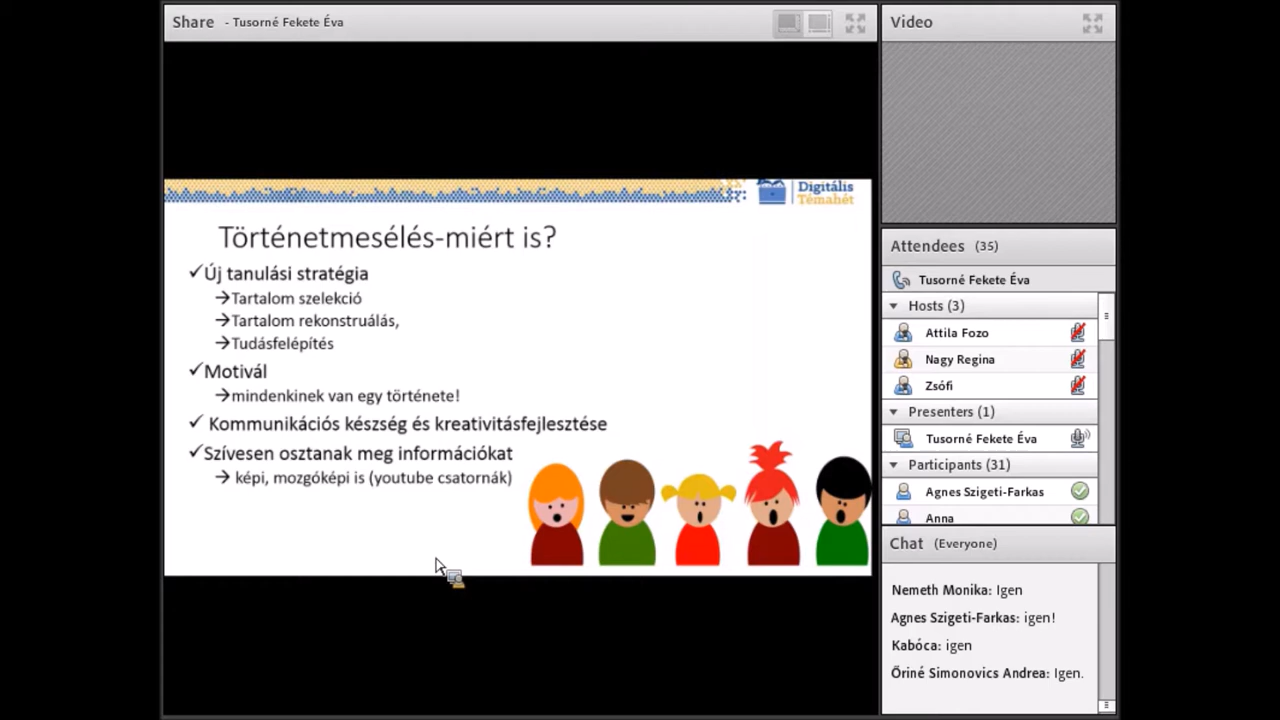 Share - Tusorné Fekete Éva
Digitális
Témahét
Történetmesélés-miért is?
✓Új tanulási stratégia
→Tartalom szelekció
→Tartalom rekonstruálás,
→Tudásfelépítés
✓Motivál
→mindenkinek van egy története!
✓ Kommunikációs készség és kreativitásfejlesztése
✓Szívesen osztanak meg információkat
→ képi, mozgóképi is (youtube csatornák)
Video
Attendees (35)
Tusorné Fekete Éva
Hosts (3)
Attila Fozo
Nagy Regina
Zsófi
Presenters (1)
Tusorné Fekete Éva
Participants (31)
Agnes Szigeti-Farkas
Anna
Chat (Everyone)
Nemeth Monika: Igen
Agnes Szigeti-Farkas: igen!
Kabóca: igen
Őriné Simonovics Andrea: Igen.